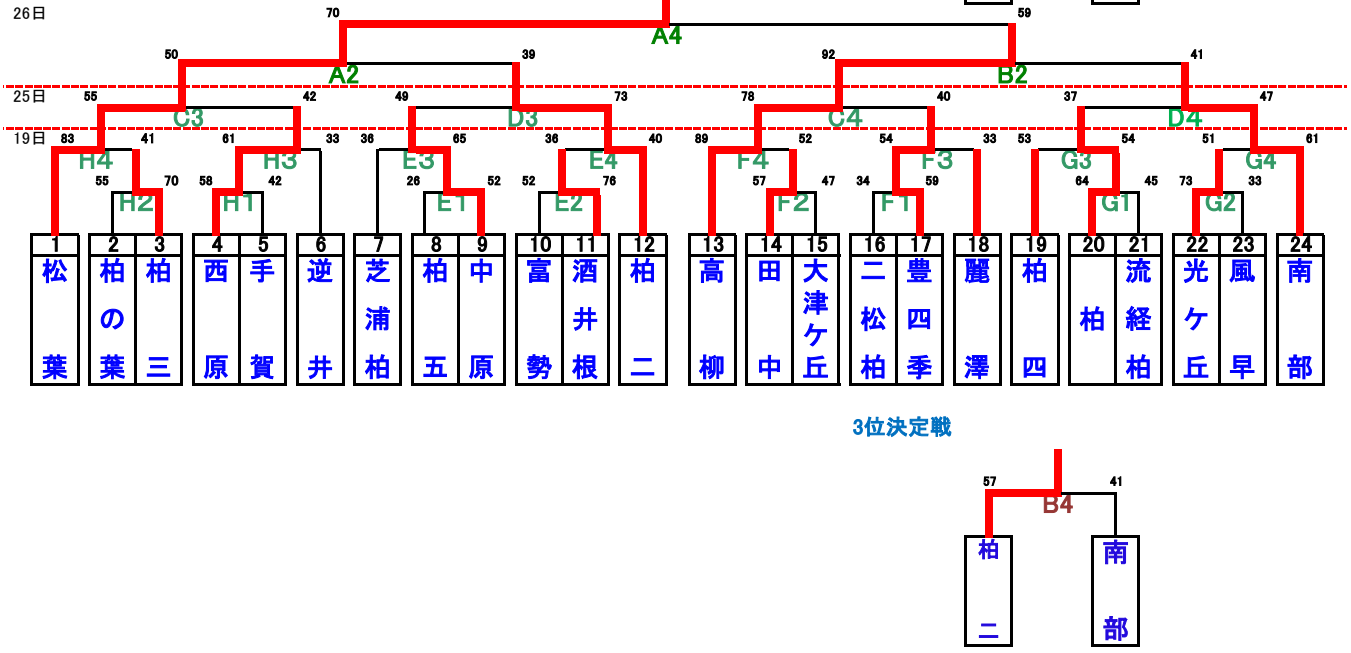 26日
70
59
A4
50
39
92
41
A2
B2
25日
55
42
49
73
78
40
37
47
C3
D3
C4
D4
19日
83
41
61
33
36
65
36
40
89
52
54
33
53
54
51
61
H4
H3
E3
E4
F4
F3
G3
G4
55
70
58
42
26
52
52
76
57
47
34
59
64
45
73
33
H2
H1
E1
E2
F2
F1
G1
G2
1
2
3
4
5
6
7
8
9
10
11
12
13
14
15
16
17
18
19
20
21
22
23
24
松葉
柏の葉
柏三
西原
手賀
逆井
芝浦柏
柏五
中原
富勢
酒井根
柏二
高柳
田中
大津ケ丘
二松柏
豊四季
麗澤
柏四
柏
流経柏
光ケ丘
風早
南部
3位決定戦
57
41
B4
柏二
南部